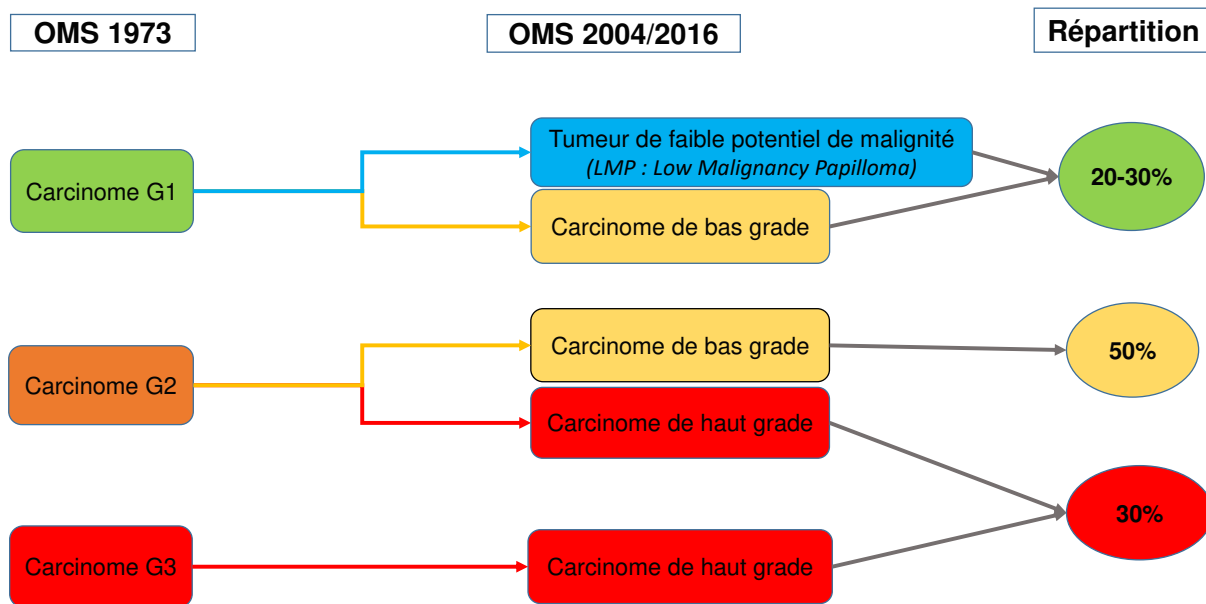 OMS 1973
OMS 2004/2016
Répartition
Carcinome G1
Tumeur de faible potentiel de malignité
(LMP : Low Malignancy Papilloma)
Carcinome de bas grade
20-30%
Carcinome G2
Carcinome de bas grade
Carcinome de haut grade
50%
Carcinome G3
Carcinome de haut grade
30%